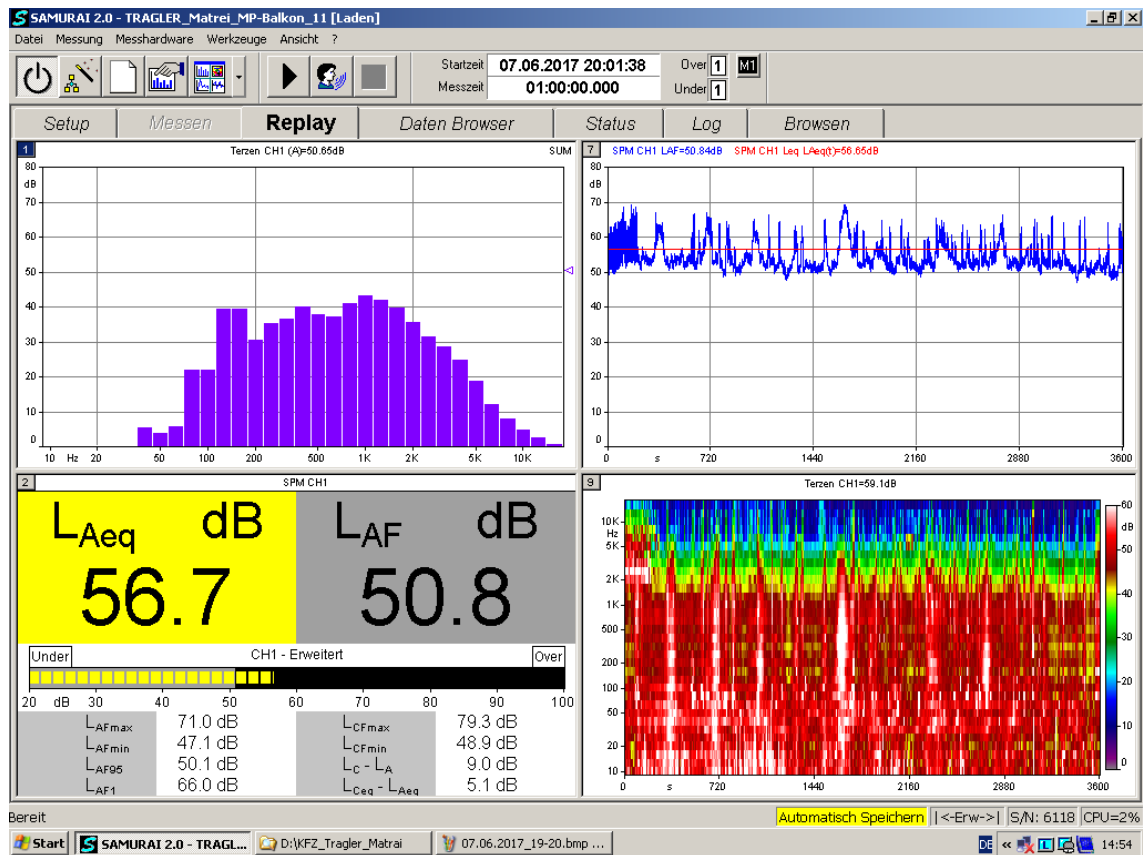 SAMURAI 2.0 - TRAGLER_Matrei_MP-Balkon_11 [Laden]
Datei Messung Messhardware Werkzeuge Ansicht ?
Startzeit 07.06.2017 20:01:38 Over 1 M1
Messzeit 01:00:00.000 Under 1
Setup Messen Replay Daten Browser Status Log Browsen
1 Terzen CH1 (A)=50.65dB SUM
80
dB
70
60
50
40
30
20
10
0
10 Hz 20 50 100 200 500 1K 2K 5K 10K
7 SPM CH1 LAF=50.84dB SPM CH1 Leq LAeq(t)=56.65dB
80
dB
70
60
50
40
30
20
10
0
0 s 720 1440 2160 2880 3600
2 SPM CH1
LAeq dB LAF dB
56.7 50.8
Under CH1 - Erweitert Over
20 dB 30 40 50 60 70 80 90 100
LAFmax 71.0 dB LCFmax 79.3 dB
LAFmin 47.1 dB LCFmin 48.9 dB
LAF95 50.1 dB LC - LA 9.0 dB
LAF1 66.0 dB LCeq - LAeq 5.1 dB
9 Terzen CH1=59.1dB
10K
Hz
5K
2K
1K
500
200
100
50
20
10
0 s 720 1440 2160 2880 3600
60
dB
50
40
30
20
10
0
Bereit Automatisch Speichern |<-Erw->| S/N: 6118 CPU=2%
Start SAMURAI 2.0 - TRAGL... D:\KFZ_Tragler_Matrai 07.06.2017_19-20.bmp ... DE « 14:54